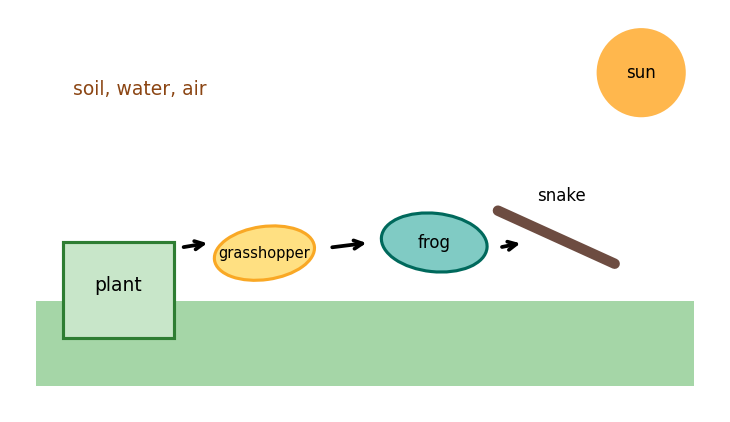 sun
soil, water, air
snake
frog
grasshopper
plant